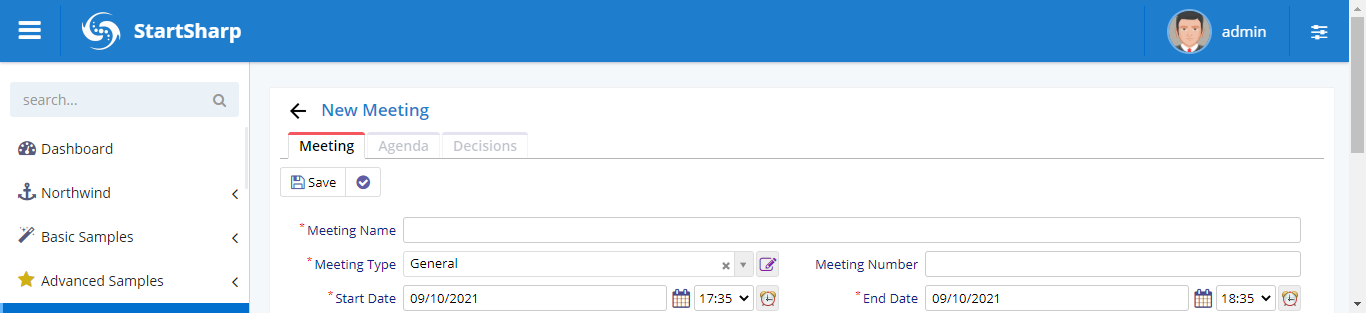 StartSharp
admin
search...
New Meeting
Dashboard
Meeting Agenda Decisions
Save
Northwind
*Meeting Name
Basic Samples
*Meeting Type General Meeting Number
Advanced Samples
*Start Date 09/10/2021 17:35 *End Date 09/10/2021 18:35